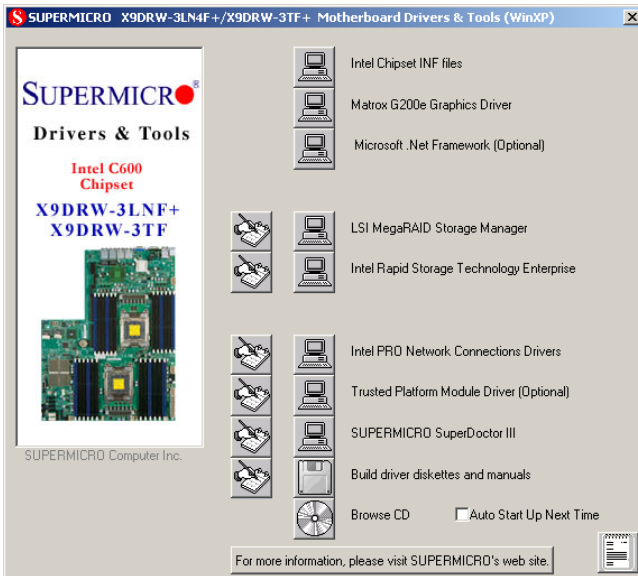 SUPERMICRO X9DRW-3LN4F+/X9DRW-3TF+ Motherboard Drivers & Tools (WinXP)
SUPERMICRO®
Drivers & Tools
Intel C600
Chipset
X9DRW-3LNF+
X9DRW-3TF
SUPERMICRO Computer Inc.
Intel Chipset INF files
Matrox G200e Graphics Driver
Microsoft .Net Framework (Optional)
LSI MegaRAID Storage Manager
Intel Rapid Storage Technology Enterprise
Intel PRO Network Connections Drivers
Trusted Platform Module Driver (Optional)
SUPERMICRO SuperDoctor III
Build driver diskettes and manuals
Browse CD Auto Start Up Next Time
For more information, please visit SUPERMICRO's web site.